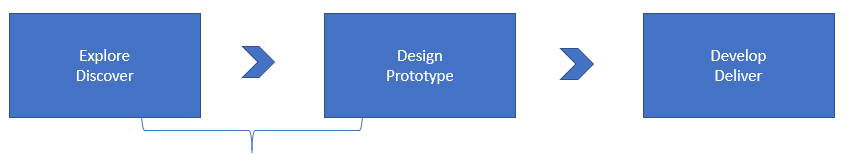 Explore
Discover
Design
Prototype
Develop
Deliver